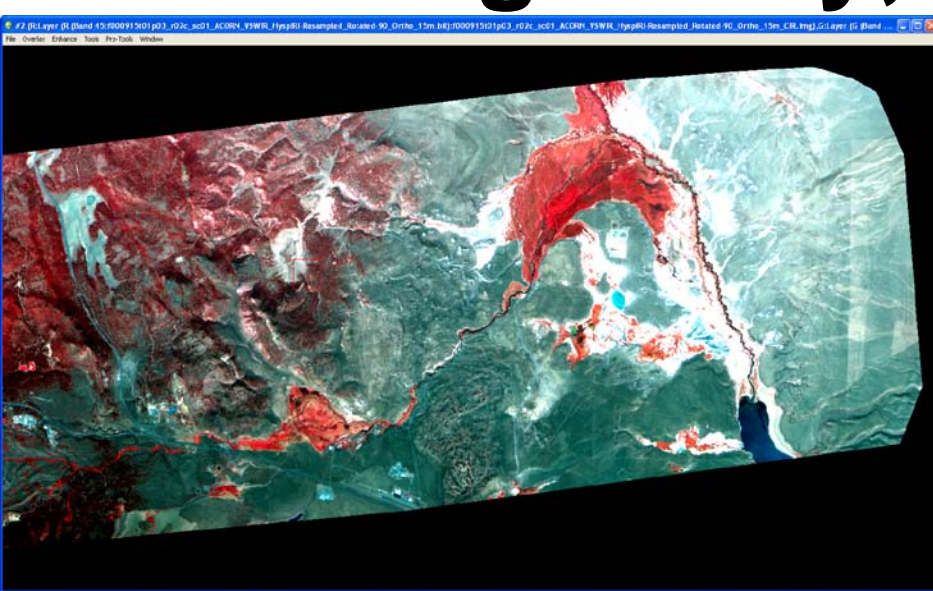 #2 (R:Layer (R (Band 45:f000915t01p03_r02c_sc01_ACORN_VSWIR_HyspIRI-Resampled_Rotated-90_Ortho_15m.bil):f000915t01p03_r02c_sc01_ACORN_VSWIR_HyspIRI-Resampled_Rotated-90_Ortho_15m_CIR.img),G:Layer (G (Band ...
File Overlay Enhance Tools Pro-Tools Window